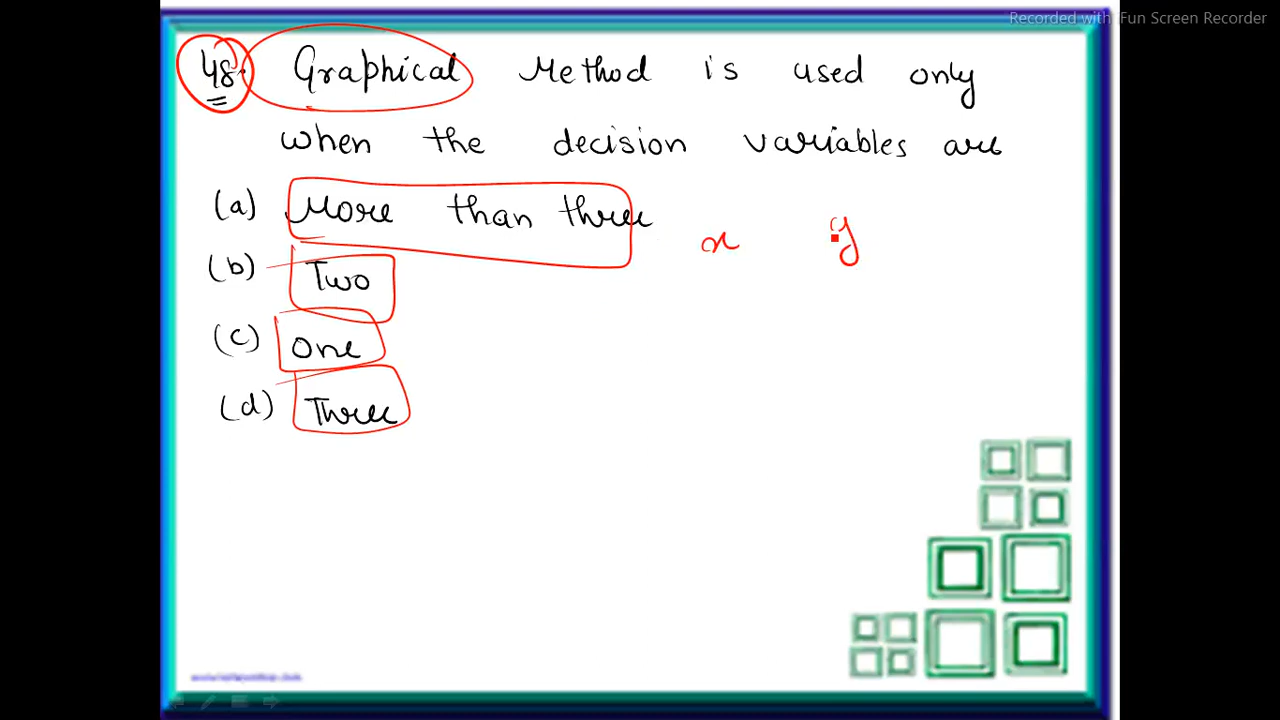 Recorded with Fun Screen Recorder
48. Graphical Method is used only
when the decision variables are
(a) More than three
x y
(b) Two
(c) One
(d) Three